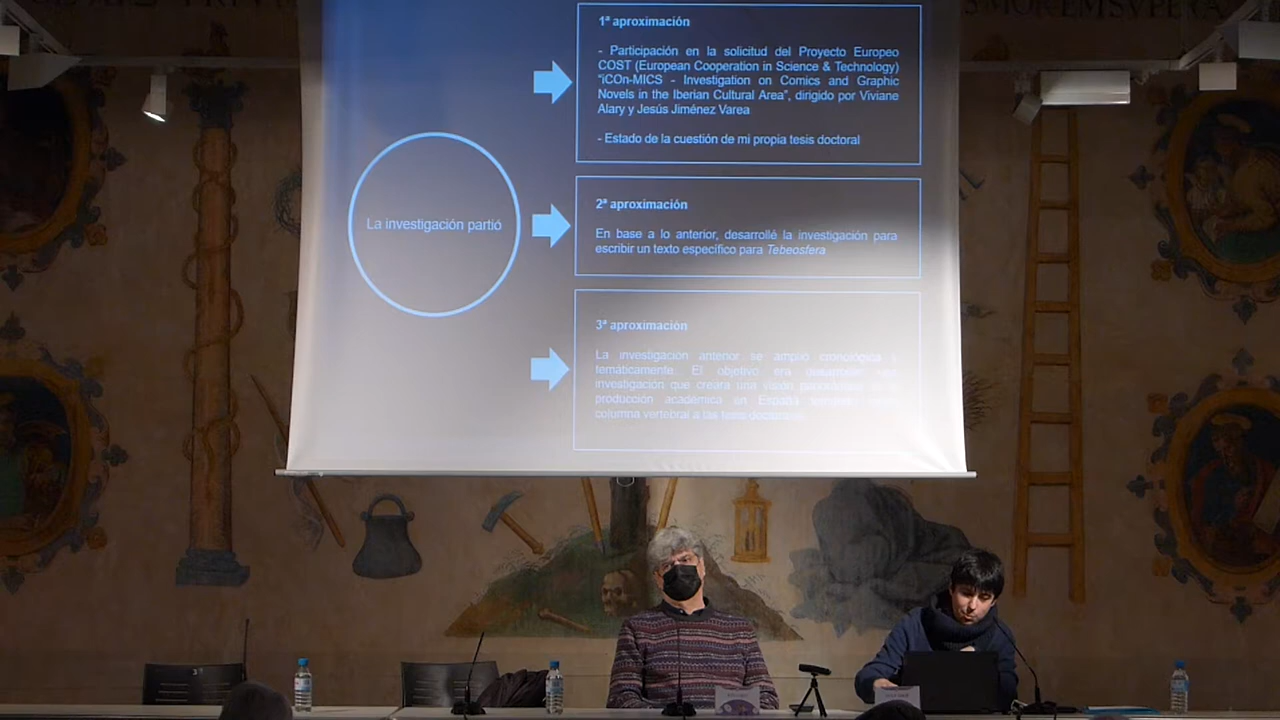 SMOREMSVPERA
1ª aproximación
- Participación en la solicitud del Proyecto Europeo
COST (European Cooperation in Science & Technology)
"iCOn-MICS - Investigation on Comics and Graphic
Novels in the Iberian Cultural Area", dirigido por Viviane
Alary y Jesús Jiménez Varea
- Estado de la cuestión de mi propia tesis doctoral
La investigación partió
2ª aproximación
En base a lo anterior, desarrollé la investigación para
escribir un texto específico para Tebeosfera
3ª aproximación
La investigación anterior se amplió cronológica
temáticamente. El objetivo era
investigación que creara una visión
producción académica en España
columna vertebral a las tesis doctorales